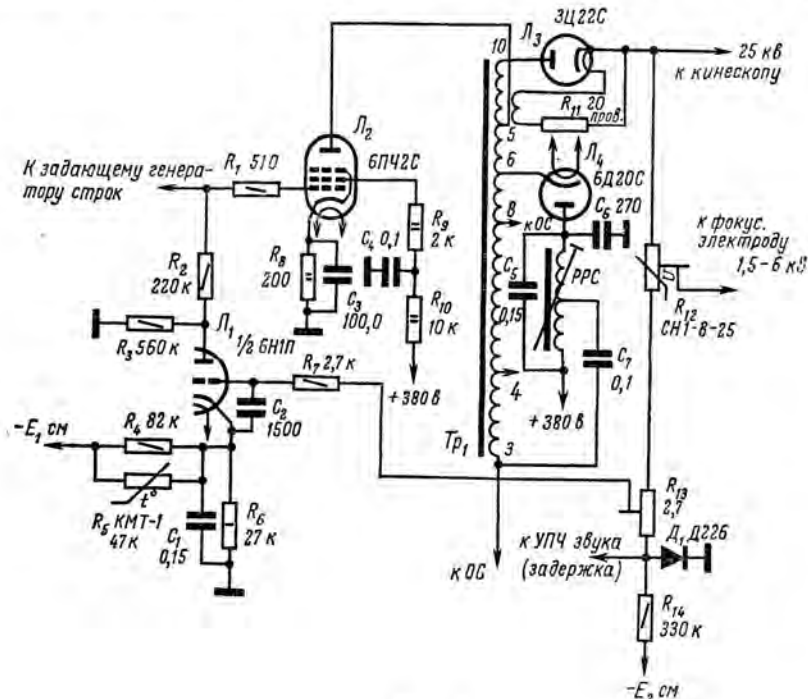 3Ц22С
Л₃
10
25 кв
к кинескопу
R₁₁ 20
пров.
5
Л₂
6П42С
6
Л₄
6Д20С
К задающему генера-
тору строк
R₁ 510
8
к ОС
C₆ 270
R₉
2 к
C₄ 0,1
к фокус.
электроду
1,5-6 кв
R₂
220 к
R₈
200
C₅
0,15
РРС
U
R₁₂
СН1-8-25
C₃
100,0
R₁₀
10 к
Л₁
1/2 6Н1П
R₃ 560 к
R₇ 2,7 к
C₇
0,1
4
+380 в
+380 в
-E₁ см
R₄ 82 к
C₂
1500
Тр₁
3
t°
R₅ КМТ-1
47 к
C₁
0,15
R₆
27 к
R₁₃
2,7
к УПЧ звука
(задержка)
Д₁ Д226
к ОС
R₁₄
330 к
-E₂ см